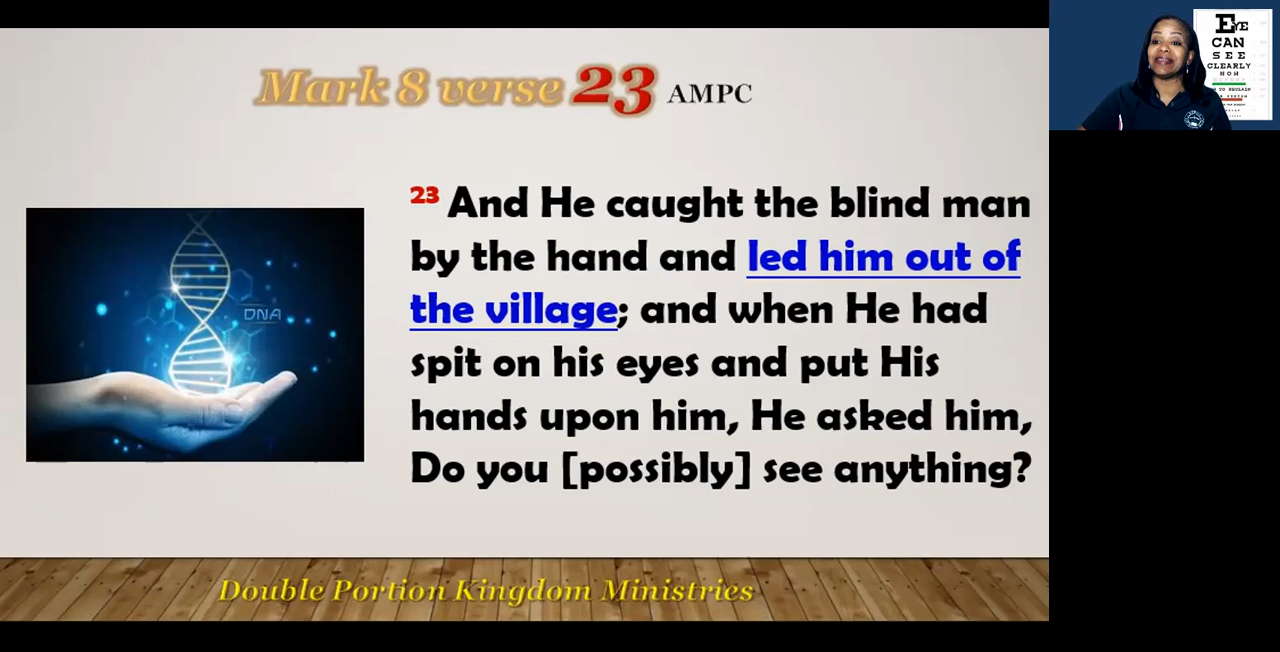 Mark 8 verse 23 AMPC
23 And He caught the blind man
by the hand and led him out of
the village; and when He had
spit on his eyes and put His
hands upon him, He asked him,
Do you [possibly] see anything?
DNA
Double Portion Kingdom Ministries
EYE
CAN
SEE
CLEARLY
NOW